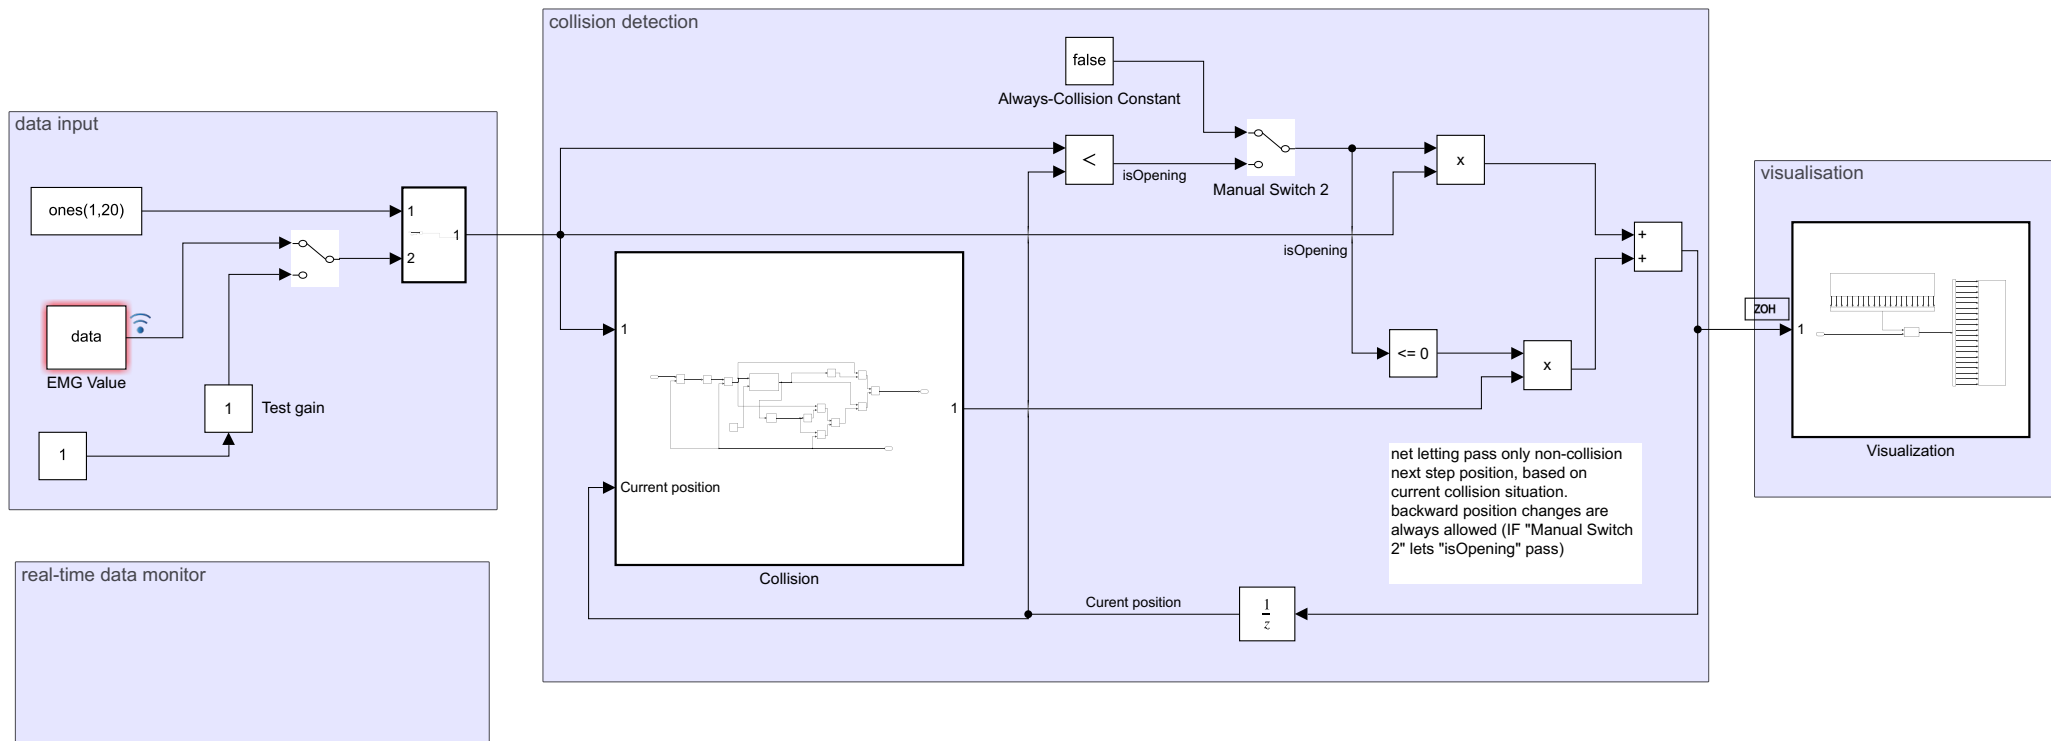 data input
ones(1,20)
1
2
1
data
EMG Value
1
Test gain
1
real-time data monitor
collision detection
false
Always-Collision Constant
<
isOpening
Manual Switch 2
x
isOpening
+
+
<= 0
x
1
1
Current position
Collision
net letting pass only non-collision
next step position, based on
current collision situation.
backward position changes are
always allowed (IF "Manual Switch
2" lets "isOpening" pass)
Curent position
1
z
visualisation
ZOH
1
Visualization